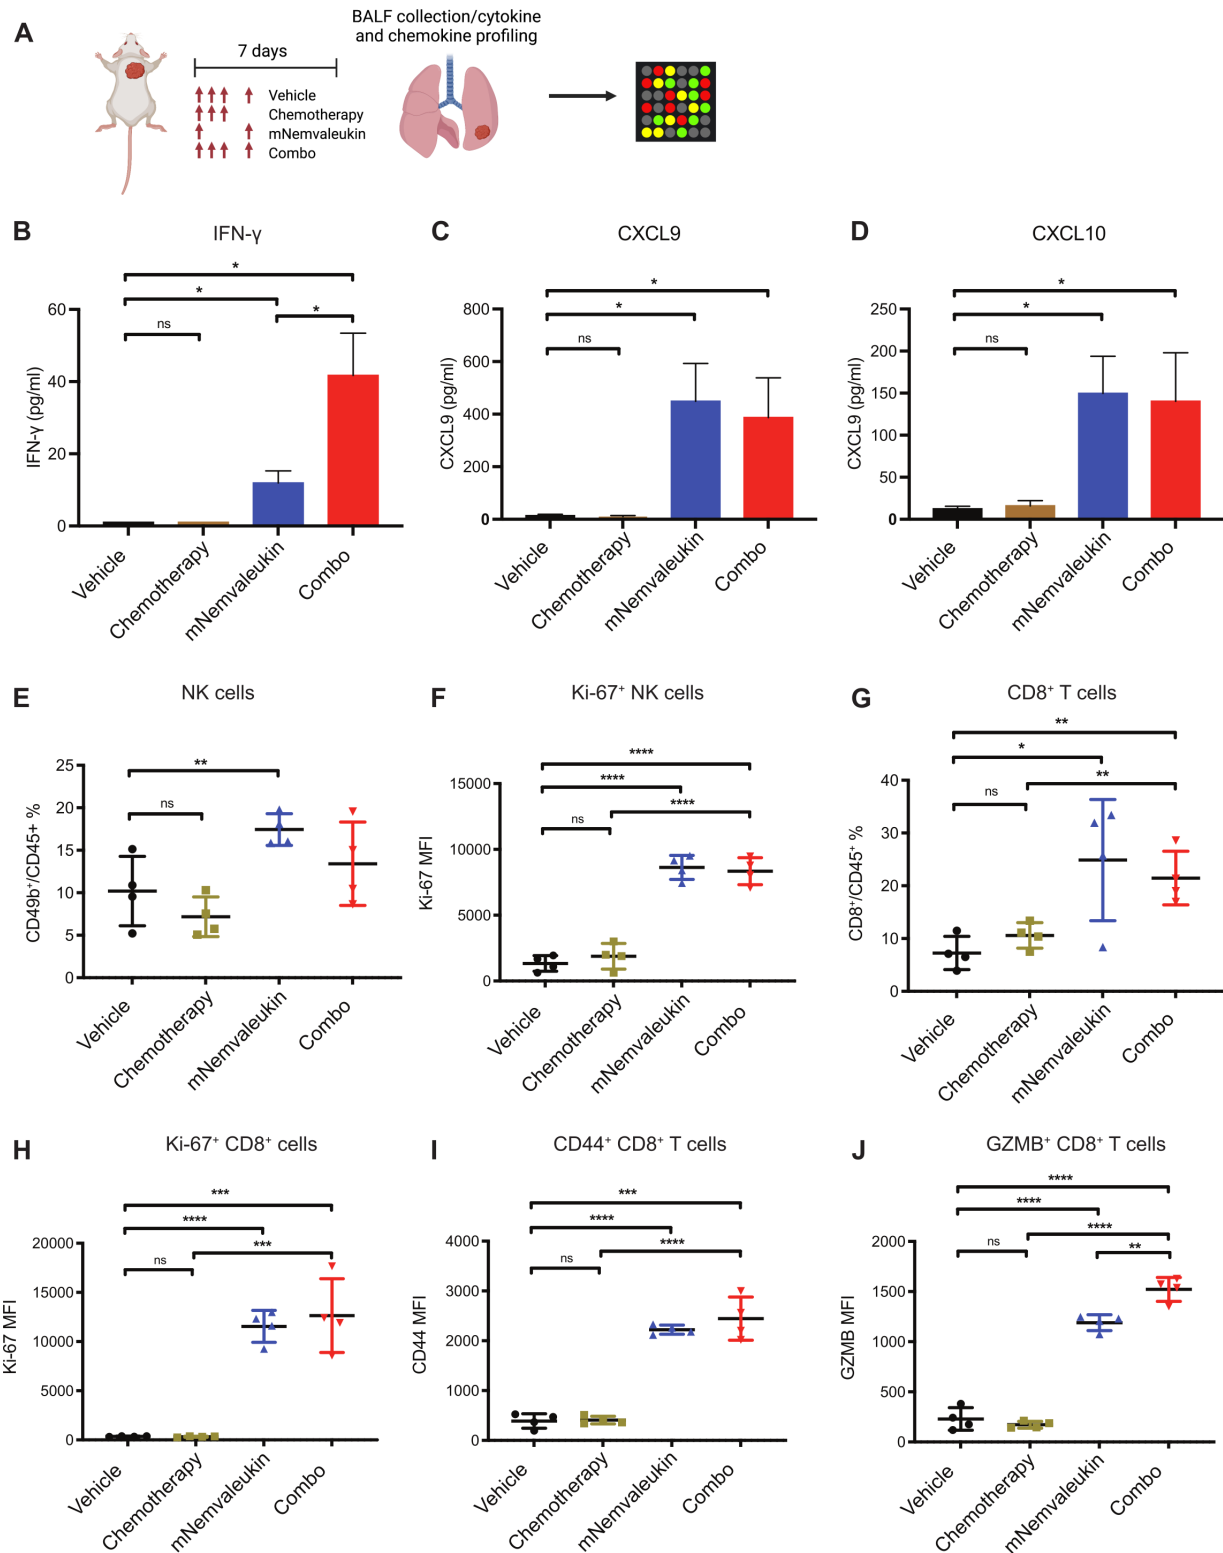 A
7 days
Vehicle
Chemotherapy
mNemvaleukin
Combo
BALF collection/cytokine
and chemokine profiling
B
IFN-γ
*
*
*
ns
IFN-γ (pg/ml)
60
40
20
0
Vehicle
Chemotherapy
mNemvaleukin
Combo
C
CXCL9
*
*
ns
CXCL9 (pg/ml)
800
600
400
200
0
Vehicle
Chemotherapy
mNemvaleukin
Combo
D
CXCL10
*
*
ns
CXCL9 (pg/ml)
250
200
150
100
50
0
Vehicle
Chemotherapy
mNemvaleukin
Combo
E
NK cells
**
ns
CD49b⁺/CD45+ %
25
20
15
10
5
0
Vehicle
Chemotherapy
mNemvaleukin
Combo
F
Ki-67⁺ NK cells
****
****
****
ns
Ki-67 MFI
15000
10000
5000
0
Vehicle
Chemotherapy
mNemvaleukin
Combo
G
CD8⁺ T cells
**
*
**
ns
CD8⁺/CD45⁺ %
40
30
20
10
0
Vehicle
Chemotherapy
mNemvaleukin
Combo
H
Ki-67⁺ CD8⁺ cells
***
****
***
ns
Ki-67 MFI
20000
15000
10000
5000
0
Vehicle
Chemotherapy
mNemvaleukin
Combo
I
CD44⁺ CD8⁺ T cells
***
****
****
ns
CD44 MFI
4000
3000
2000
1000
0
Vehicle
Chemotherapy
mNemvaleukin
Combo
J
GZMB⁺ CD8⁺ T cells
****
****
****
ns
**
GZMB MFI
2000
1500
1000
500
0
Vehicle
Chemotherapy
mNemvaleukin
Combo